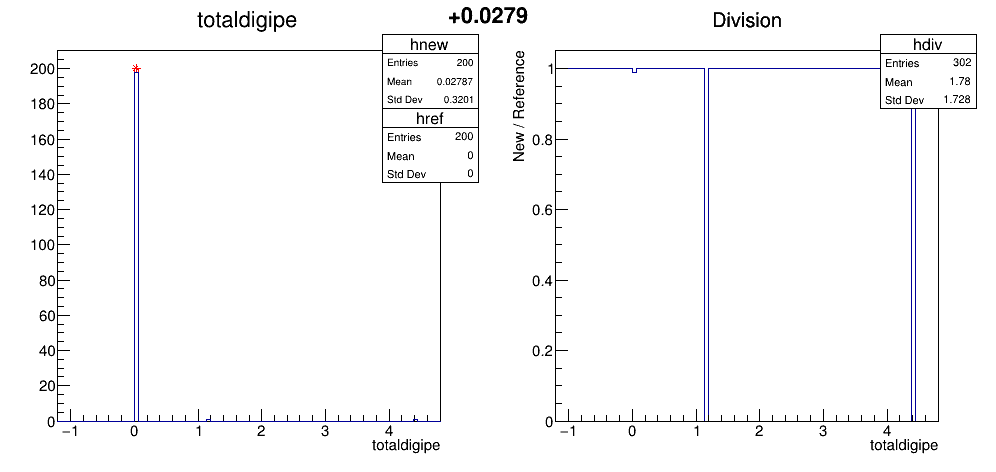 totaldigipe
+0.0279
Division
hnew
Entries 200
Mean 0.02787
Std Dev 0.3201
href
Entries 200
Mean 0
Std Dev 0
200
180
160
140
120
100
80
60
40
20
0
−1 0 1 2 3 4
totaldigipe
hdiv
Entries 302
Mean 1.78
Std Dev 1.728
New / Reference
1
0.8
0.6
0.4
0.2
0
−1 0 1 2 3 4
totaldigipe